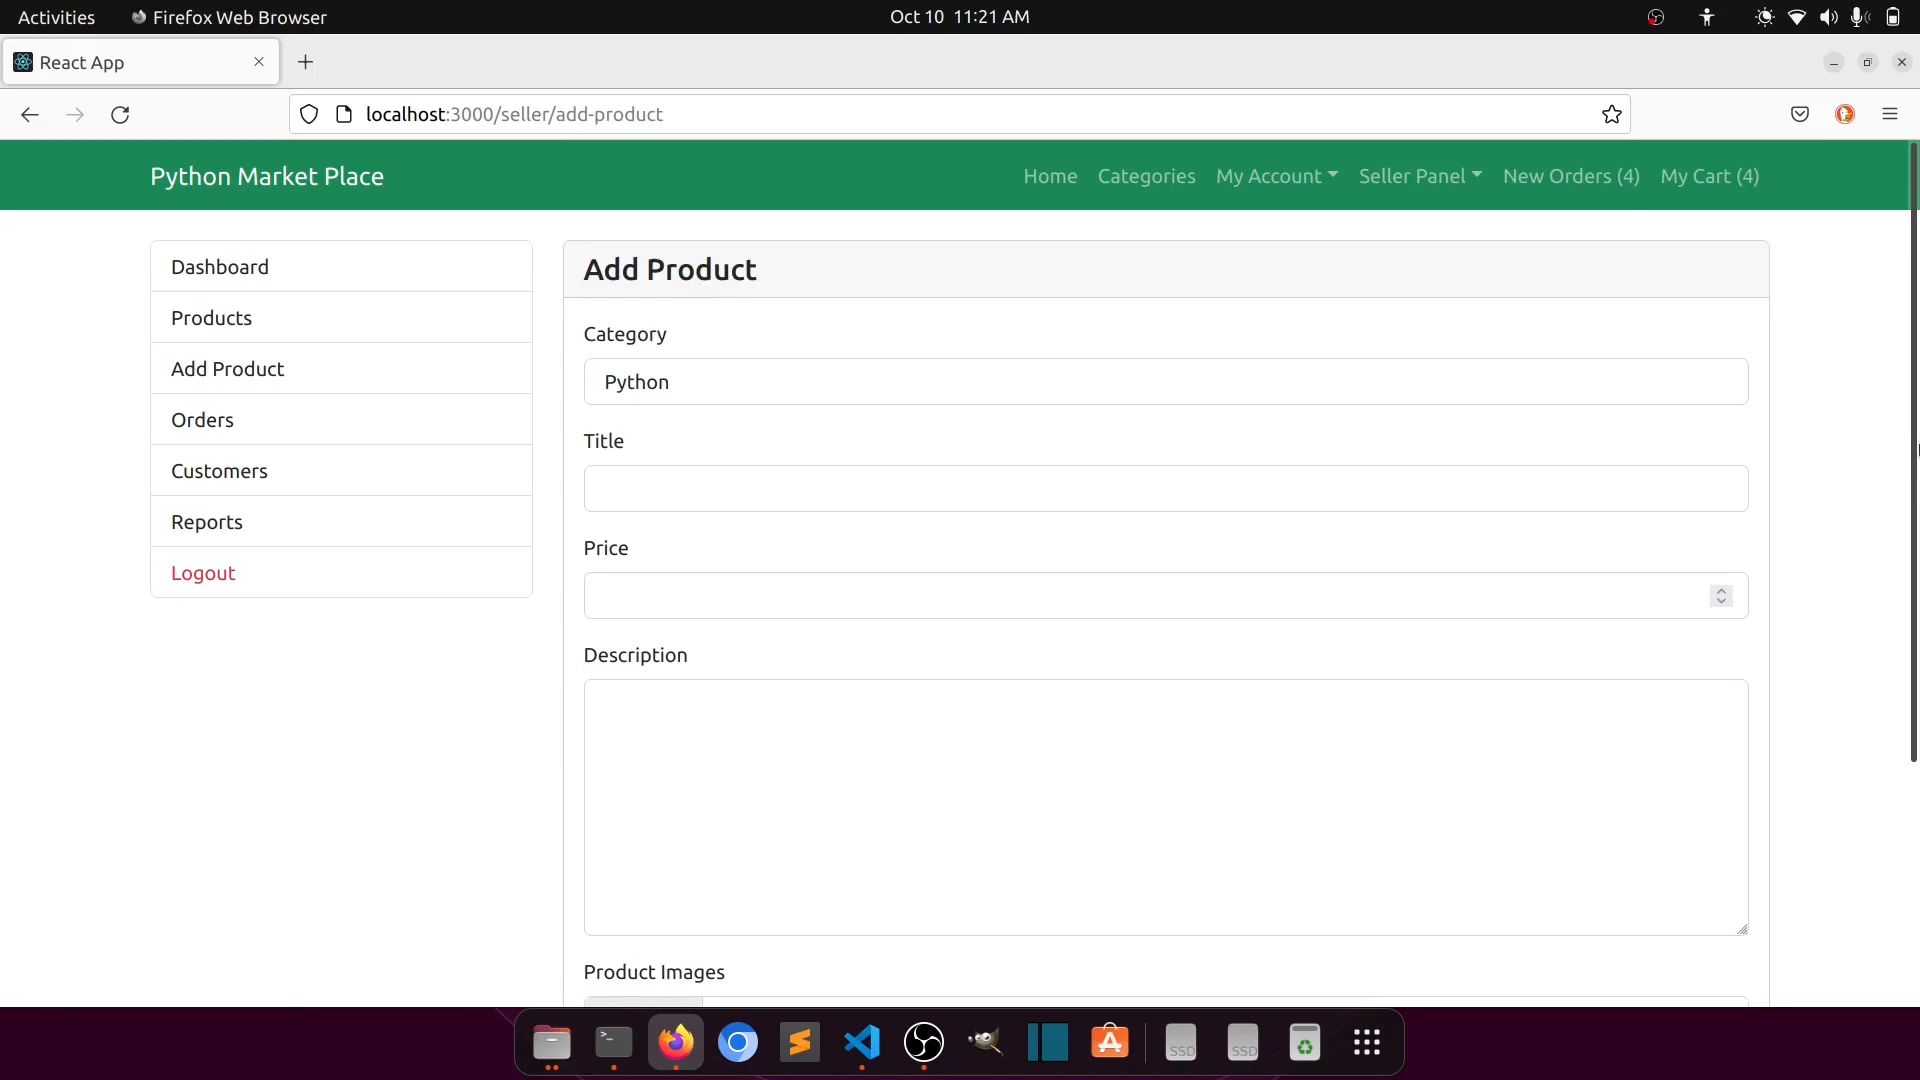 Activities
Firefox Web Browser
Oct 10 11:21 AM
React App
localhost:3000/seller/add-product
Python Market Place
Home
Categories
My Account
Seller Panel
New Orders (4)
My Cart (4)
Dashboard
Products
Add Product
Orders
Customers
Reports
Logout
Add Product
Category
Python
Title
Price
Description
Product Images
SSD
SSD